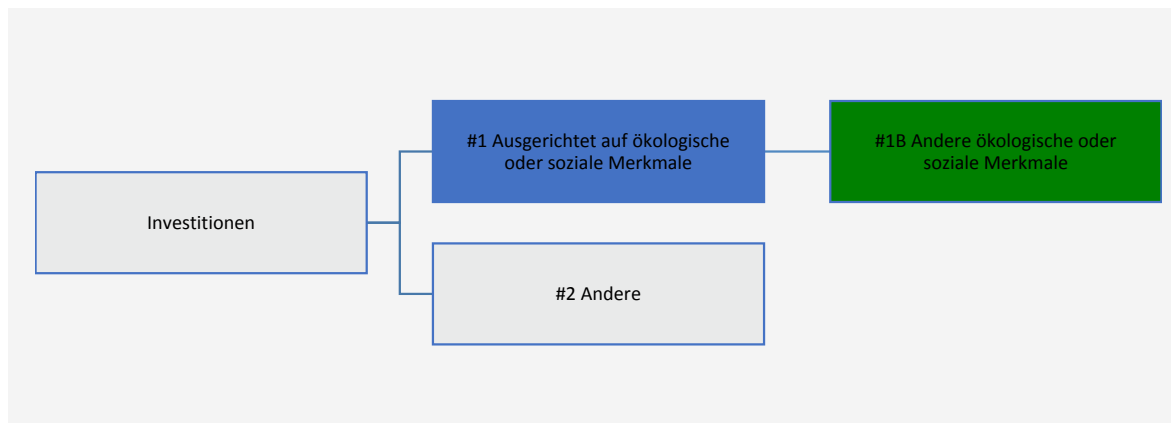 #1 Ausgerichtet auf ökologische
oder soziale Merkmale
#1B Andere ökologische oder
soziale Merkmale
Investitionen
#2 Andere